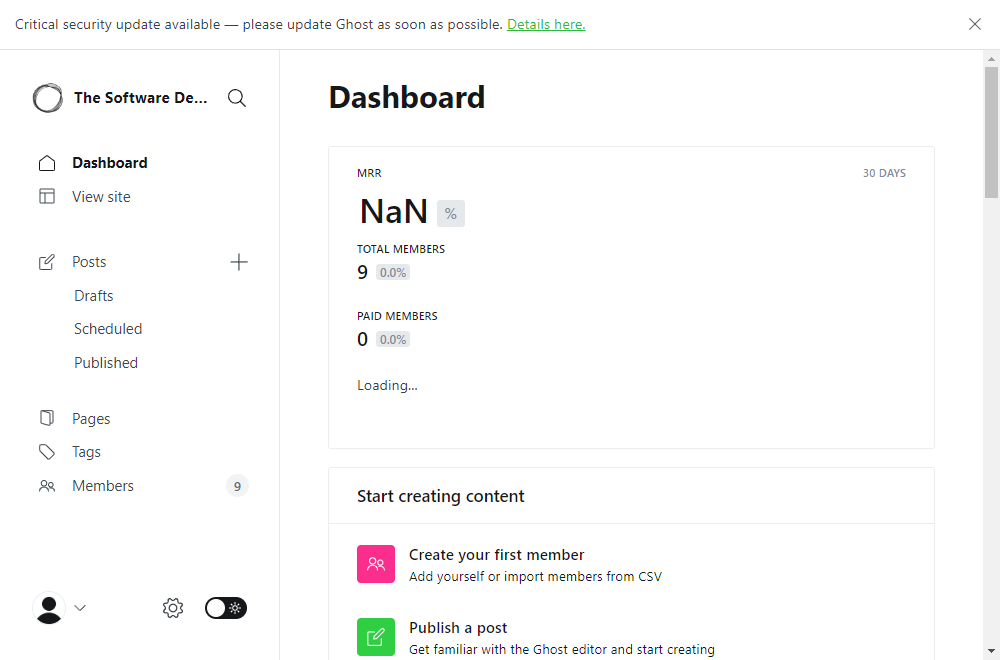 Critical security update available — please update Ghost as soon as possible. Details here.
The Software De...
Dashboard
View site
Posts
Drafts
Scheduled
Published
Pages
Tags
Members 9
Dashboard
MRR 30 DAYS
NaN %
TOTAL MEMBERS
9 0.0%
PAID MEMBERS
0 0.0%
Loading...
Start creating content
Create your first member
Add yourself or import members from CSV
Publish a post
Get familiar with the Ghost editor and start creating